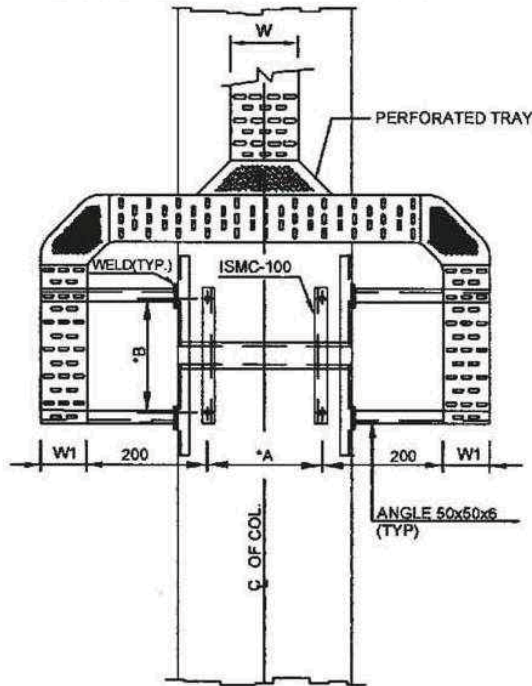 W
PERFORATED TRAY
WELD(TYP.)
ISMC-100
*B
W1
200
*A
200
W1
ANGLE 50x50x6
(TYP)
C OF COL.